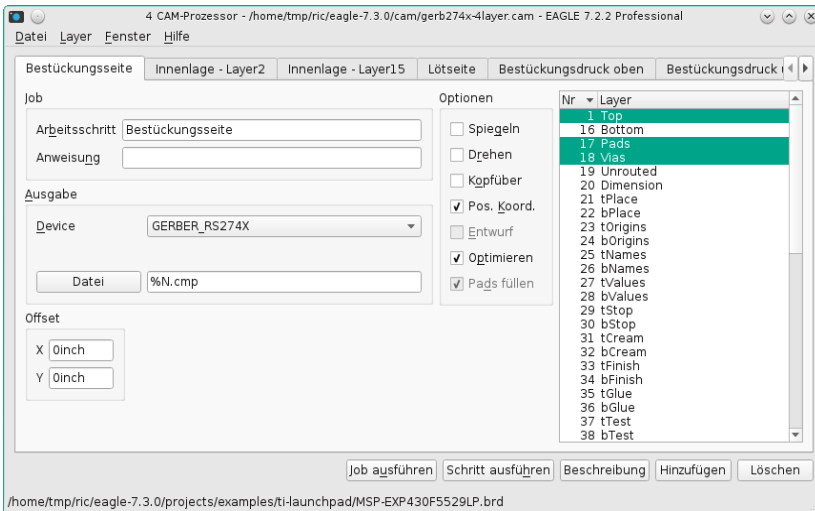 4 CAM-Prozessor - /home/tmp/ric/eagle-7.3.0/cam/gerb274x-4layer.cam - EAGLE 7.2.2 Professional
Datei Layer Fenster Hilfe
Bestückungsseite Innenlage - Layer2 Innenlage - Layer15 Lötseite Bestückungsdruck oben Bestückungsdruck
Job
Arbeitsschritt Bestückungsseite
Anweisung
Ausgabe
Device GERBER_RS274X
Datei %N.cmp
Offset
X 0inch
Y 0inch
Optionen
Spiegeln
Drehen
Kopfüber
Pos. Koord.
Entwurf
Optimieren
Pads füllen
Nr Layer
1 Top
16 Bottom
17 Pads
18 Vias
19 Unrouted
20 Dimension
21 tPlace
22 bPlace
23 tOrigins
24 bOrigins
25 tNames
26 bNames
27 tValues
28 bValues
29 tStop
30 bStop
31 tCream
32 bCream
33 tFinish
34 bFinish
35 tGlue
36 bGlue
37 tTest
38 bTest
Job ausführen Schritt ausführen Beschreibung Hinzufügen Löschen
/home/tmp/ric/eagle-7.3.0/projects/examples/ti-launchpad/MSP-EXP430F5529LP.brd